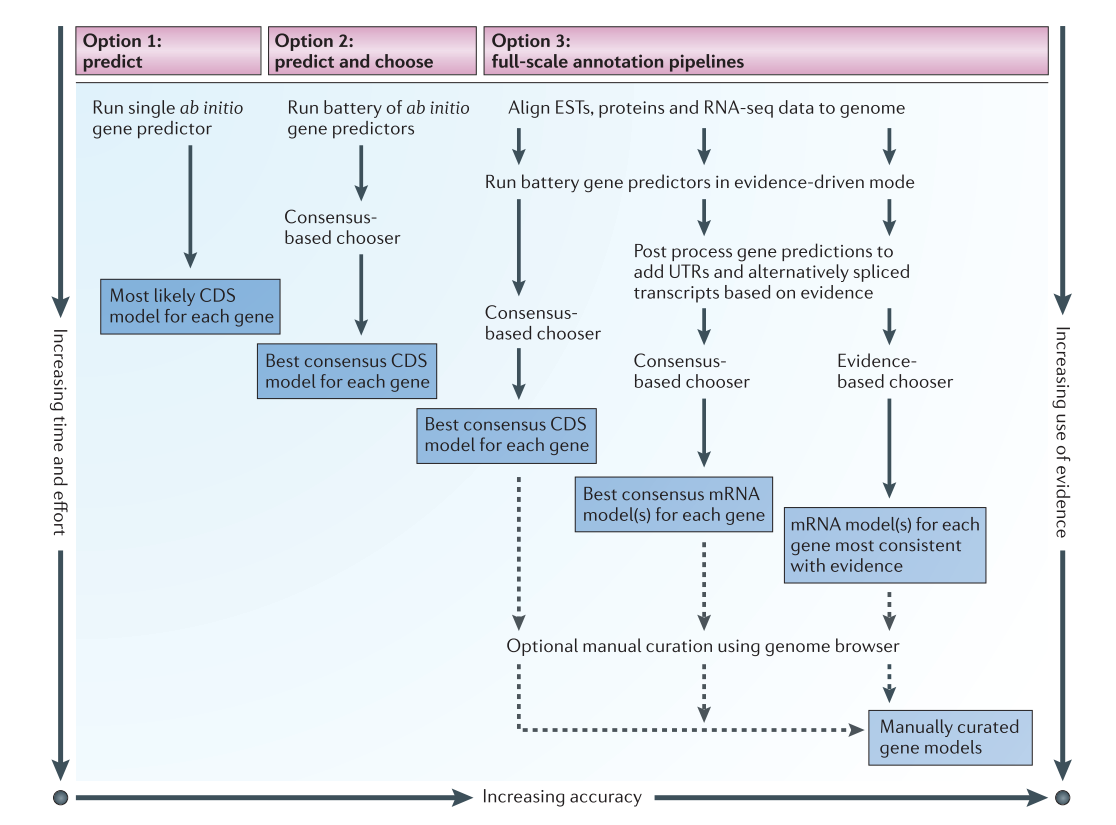 Option 1:
predict
Option 2:
predict and choose
Option 3:
full-scale annotation pipelines
Run single ab initio
gene predictor
Most likely CDS
model for each gene
Run battery of ab initio
gene predictors
Consensus-
based chooser
Best consensus CDS
model for each gene
Align ESTs, proteins and RNA-seq data to genome
Run battery gene predictors in evidence-driven mode
Consensus-
based chooser
Best consensus CDS
model for each gene
Post process gene predictions to
add UTRs and alternatively spliced
transcripts based on evidence
Consensus-
based chooser
Best consensus mRNA
model(s) for each gene
Evidence-
based chooser
mRNA model(s) for each
gene most consistent
with evidence
Optional manual curation using genome browser
Manually curated
gene models
Increasing time and effort
Increasing use of evidence
Increasing accuracy